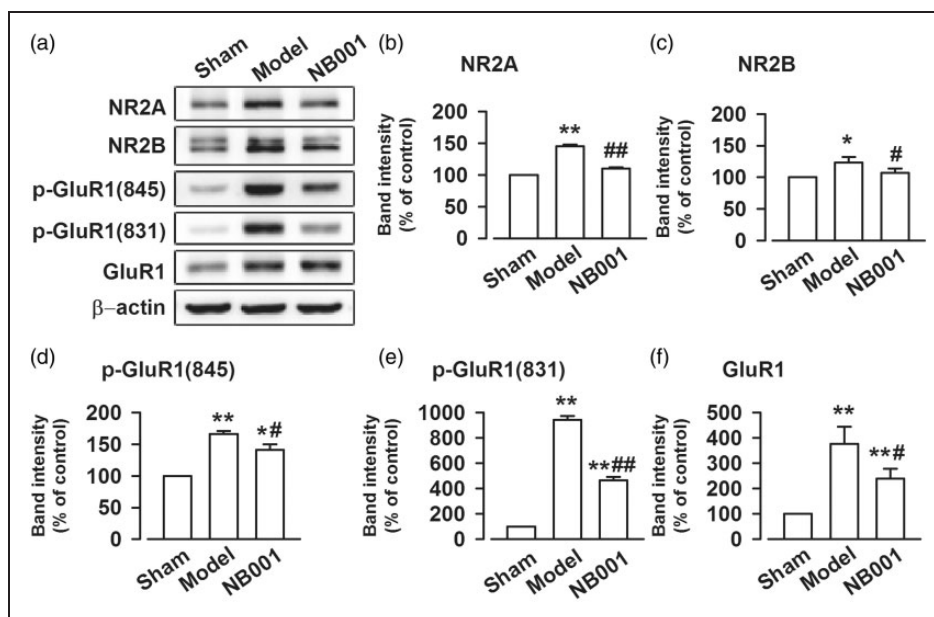 (a)
Sham Model NB001
NR2A
NR2B
p-GluR1(845)
p-GluR1(831)
GluR1
β–actin
(b)
NR2A
Band intensity
(% of control)
200
150
100
50
0
**
##
Sham Model NB001
(c)
NR2B
Band intensity
(% of control)
200
150
100
50
0
*
#
Sham Model NB001
(d)
p-GluR1(845)
Band intensity
(% of control)
200
150
100
50
0
**
*#
Sham Model NB001
(e)
p-GluR1(831)
Band intensity
(% of control)
1000
800
600
400
200
0
**
**##
Sham Model NB001
(f)
GluR1
Band intensity
(% of control)
500
400
300
200
100
0
**
**#
Sham Model NB001